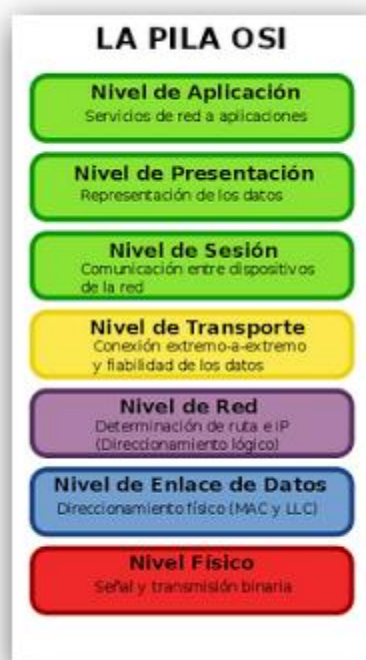 LA PILA OSI
Nivel de Aplicación
Servicios de red a aplicaciones
Nivel de Presentación
Representación de los datos
Nivel de Sesión
Comunicación entre dispositivos
de la red
Nivel de Transporte
Conexión extremo-a-extremo
y fiabilidad de los datos
Nivel de Red
Determinación de ruta e IP
(Direccionamiento lógico)
Nivel de Enlace de Datos
Direccionamiento físico (MAC y LLC)
Nivel Físico
Señal y transmisión binaria